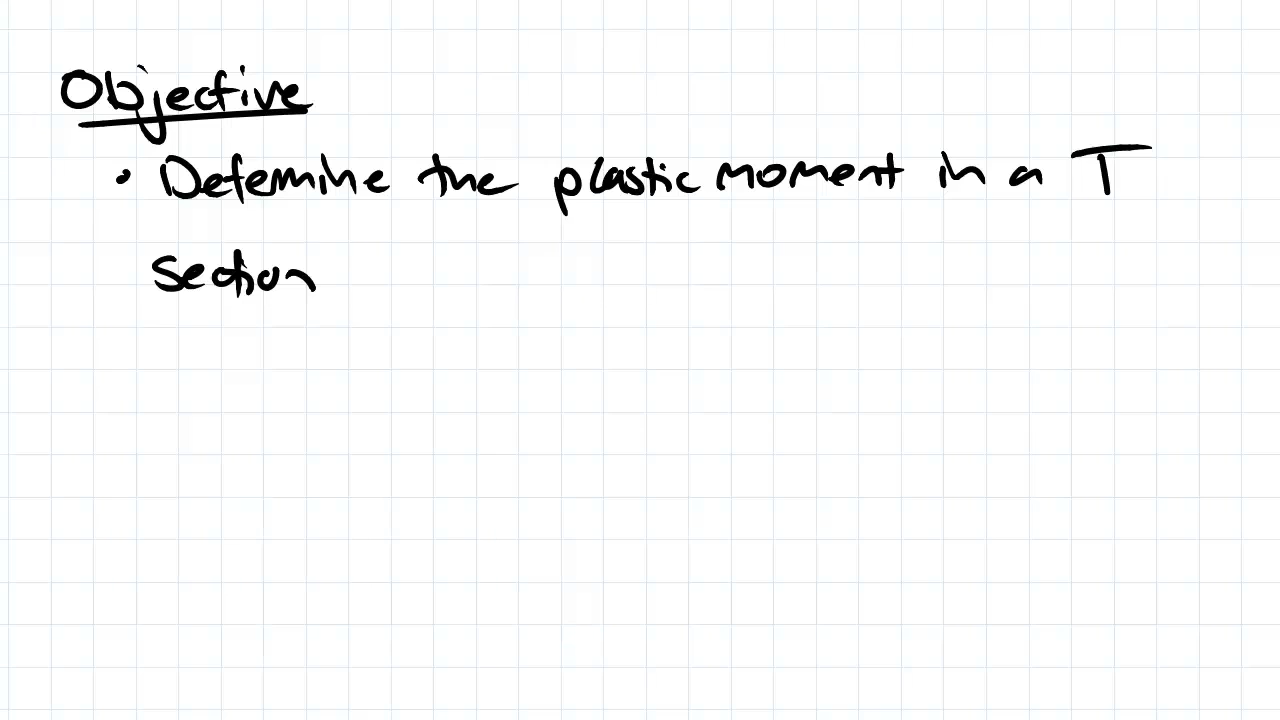 Objective
• Determine the plastic moment in a T
section